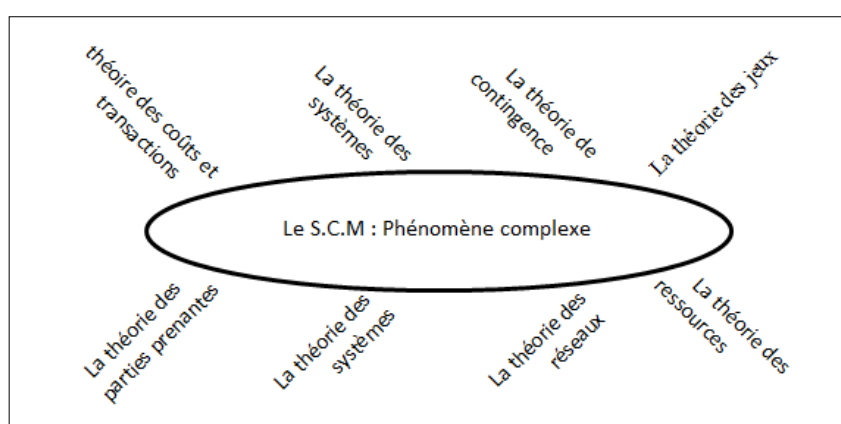 théoire des coûts et
transactions
La théorie des
systèmes
La théorie de
contingence
La théorie des jeux
Le S.C.M : Phénomène complexe
La théorie des
parties prenantes
La théorie des
systèmes
La théorie des
réseaux
La théorie des
ressources